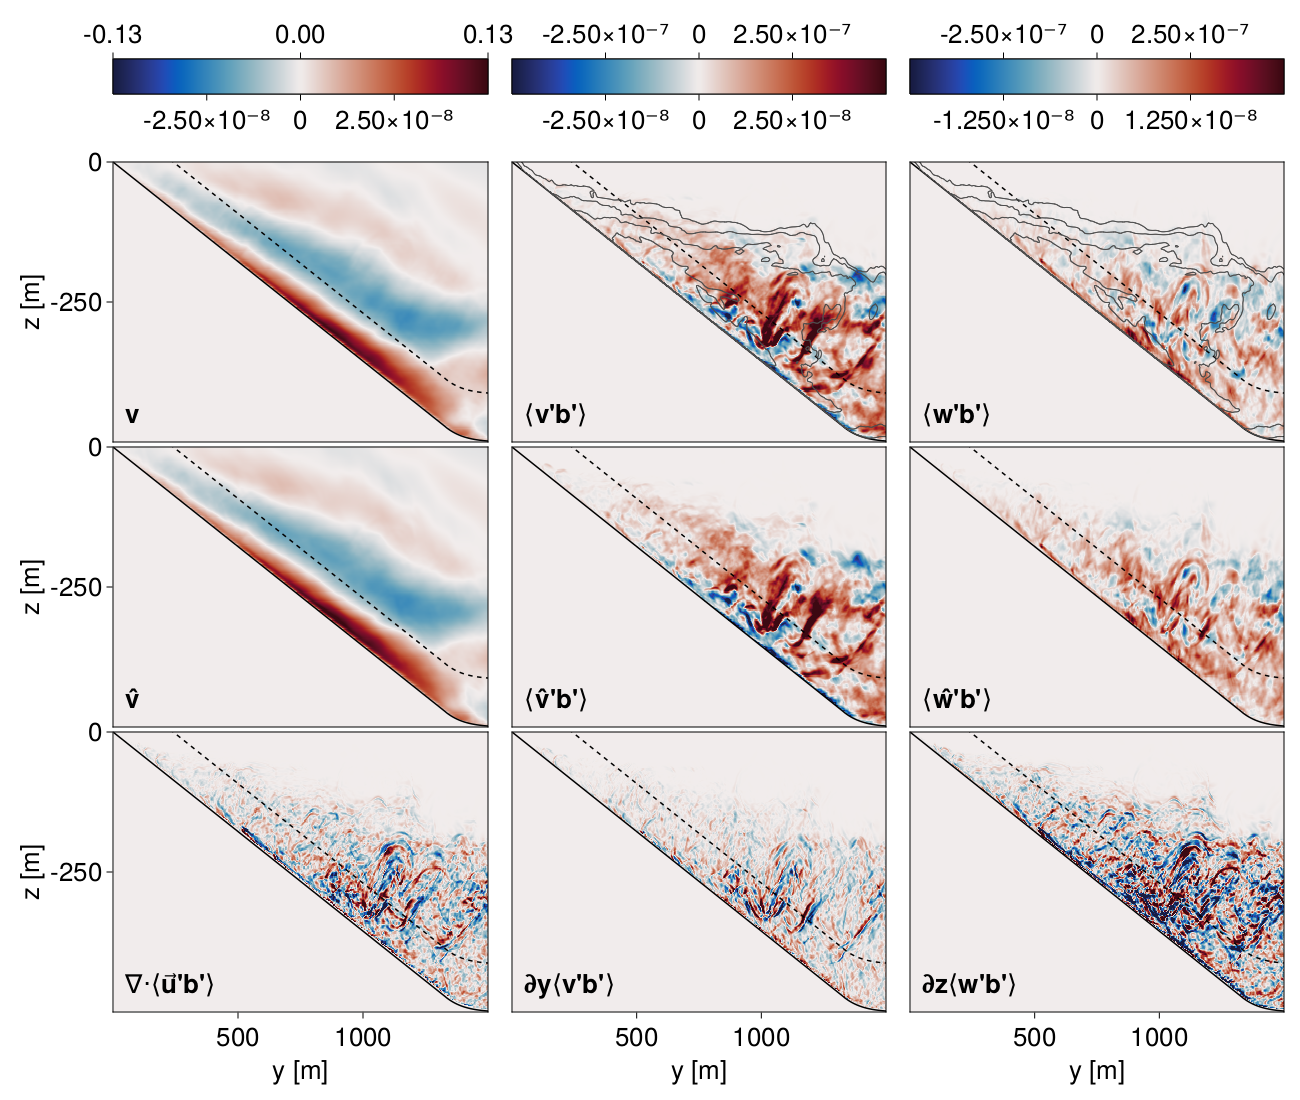 -0.13 0.00 0.13 -2.50×10⁻⁷ 0 2.50×10⁻⁷ -2.50×10⁻⁷ 0 2.50×10⁻⁷
-2.50×10⁻⁸ 0 2.50×10⁻⁸ -2.50×10⁻⁸ 0 2.50×10⁻⁸ -1.250×10⁻⁸ 0 1.250×10⁻⁸
0
z [m] -250
v ⟨v'b'⟩ ⟨w'b'⟩
0
z [m] -250
v̂ ⟨v̂'b'⟩ ⟨ŵ'b'⟩
0
z [m] -250
∇·⟨u⃗'b'⟩ ∂y⟨v'b'⟩ ∂z⟨w'b'⟩
500 1000 500 1000 500 1000
y [m] y [m] y [m]